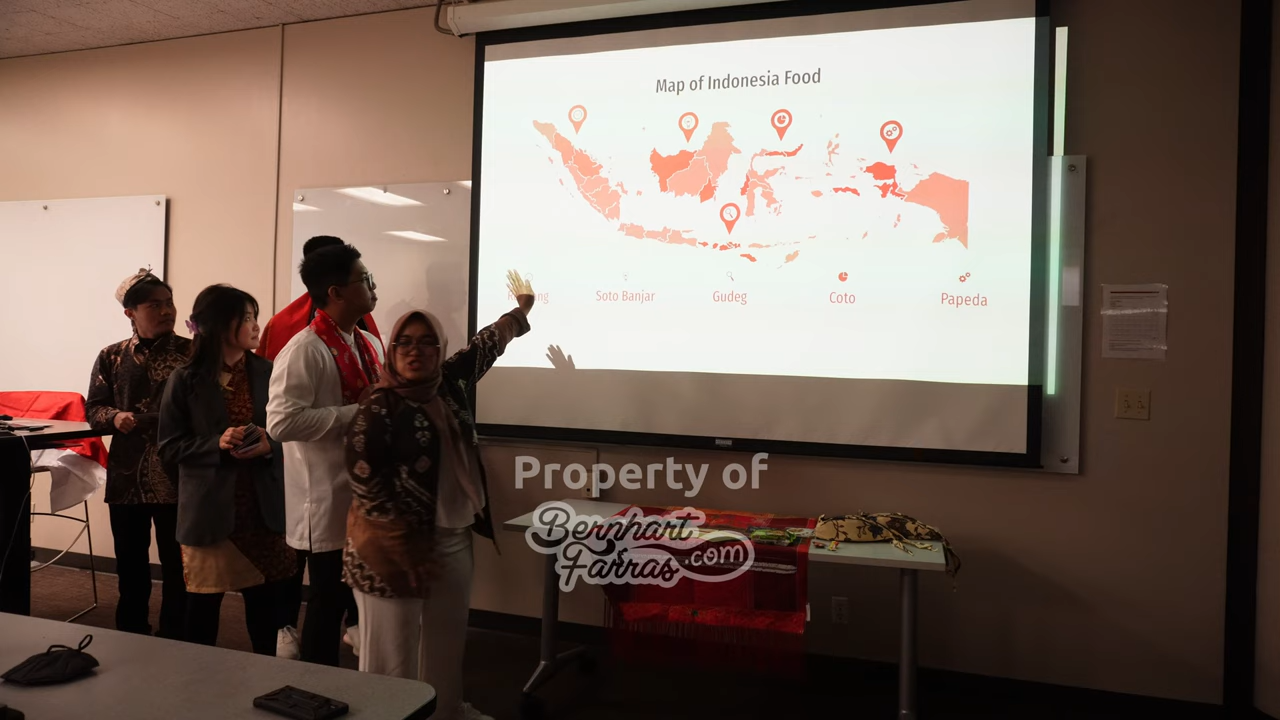 Map of Indonesia Food
Soto Banjar
Gudeg
Coto
Papeda
Property of
Bernhart
Farras.com